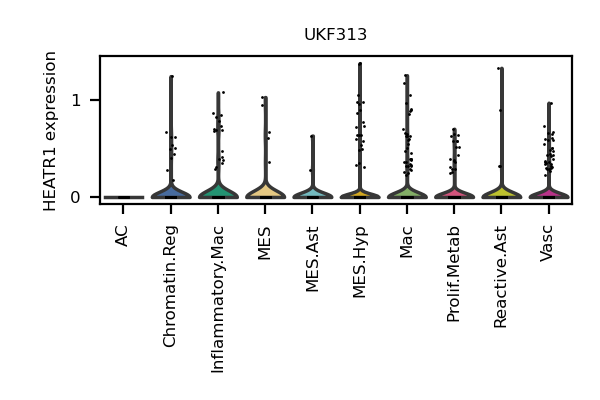 UKF313
HEATR1 expression
1
0
AC
Chromatin.Reg
Inflammatory.Mac
MES
MES.Ast
MES.Hyp
Mac
Prolif.Metab
Reactive.Ast
Vasc